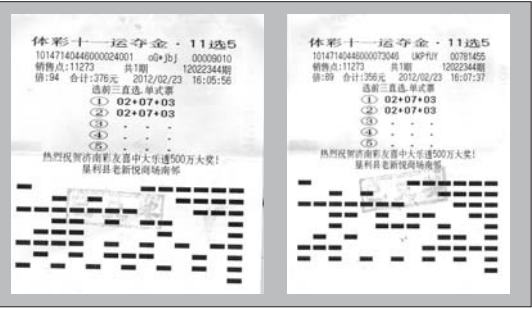 体彩十一运夺金·11选5
101471404460000024001 oG*jbj 00009010
销售点:11273 共1期 12022344期
倍:94 合计:376元 2012/02/23 16:05:56
选前三直选.单式票
① 02+07+03
② 02+07+03
③ . . .
④ . . .
⑤ . . .
热烈祝贺济南彩友喜中大乐透500万大奖!
垦利县老新悦商场南邻
体彩十一运夺金·11选5
101471404460000073046 UKPfUY 00781455
销售点:11273 共1期 12022344期
倍:89 合计:356元 2012/02/23 16:07:37
选前三直选.单式票
① 02+07+03
② 02+07+03
③ . . .
④ . . .
⑤ . . .
热烈祝贺济南彩友喜中大乐透500万大奖!
垦利县老新悦商场南邻